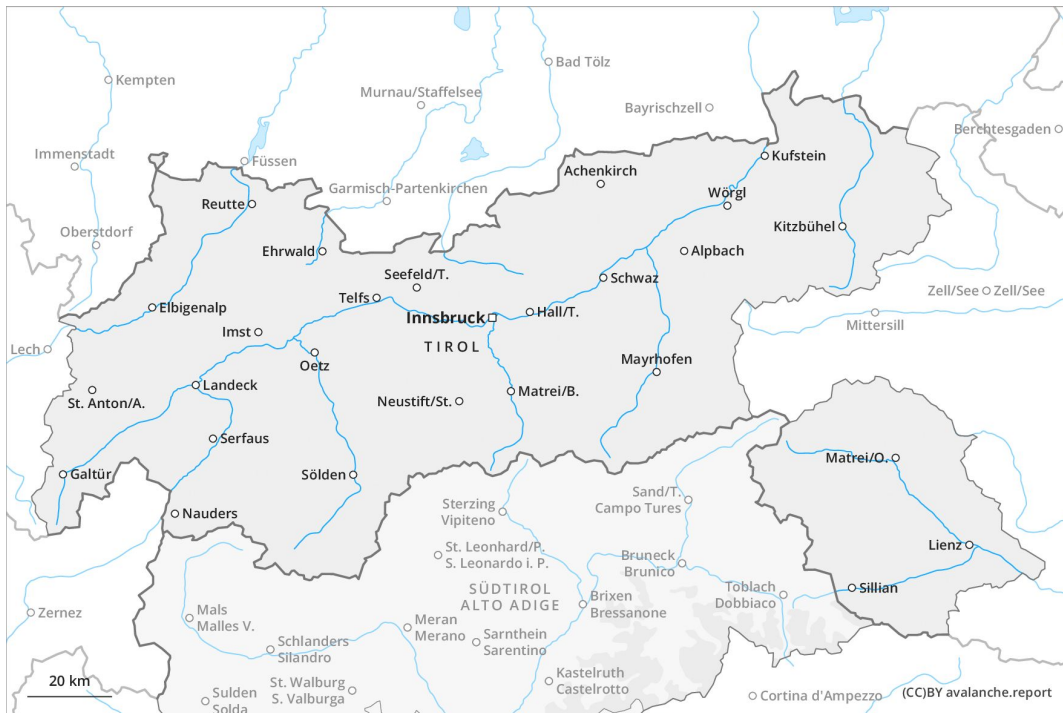 Kempten
Bad Tölz
Murnau/Staffelsee
Bayrischzell
Berchtesgaden
Immenstadt
Füssen
Kufstein
Achenkirch
Garmisch-Partenkirchen
Wörgl
Reutte
Oberstdorf
Kitzbühel
Ehrwald
Alpbach
Seefeld/T.
Schwaz
Telfs
Zell/See
Zell/See
Elbigenalp
Innsbruck
Hall/T.
Mittersill
Imst
TIROL
Lech
Oetz
Mayrhofen
Landeck
St. Anton/A.
Neustift/St.
Matrei/B.
Serfaus
Matrei/O.
Galtür
Sölden
Sand/T.
Campo Tures
Nauders
Sterzing
Vipiteno
Lienz
St. Leonhard/P.
S. Leonardo i. P.
Bruneck
Brunico
SÜDTIROL
ALTO ADIGE
Toblach
Dobbiaco
Sillian
Brixen
Bressanone
Zernez
Mals
Malles V.
Meran
Merano
Sarnthein
Sarentino
Schlanders
Silandro
Kastelruth
Castelrotto
St. Walburg
S. Valburga
20 km
Sulden
Solda
Cortina d'Ampezzo
(CC)BY avalanche.report